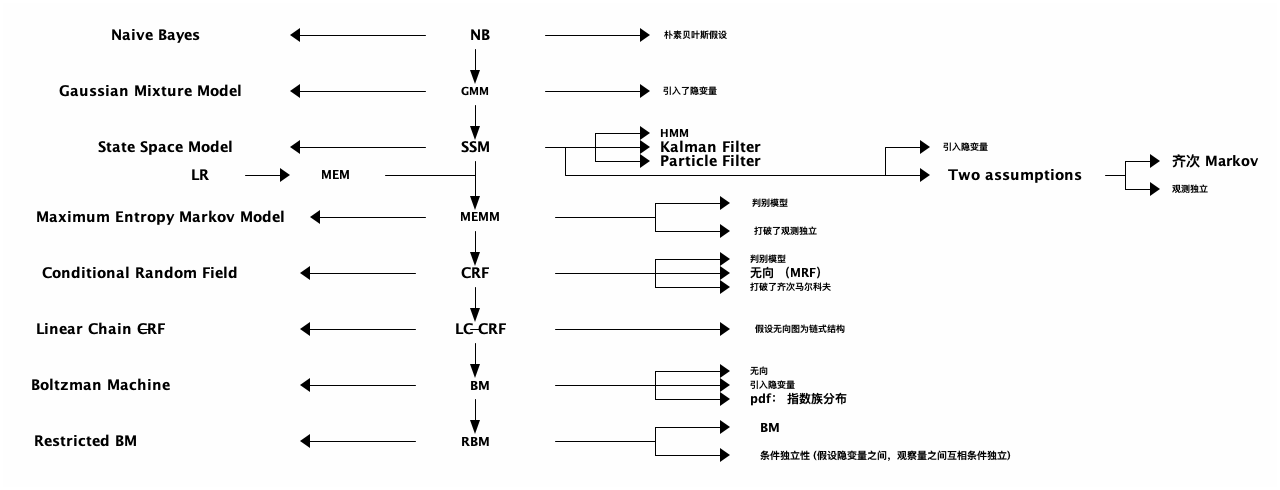 Naive Bayes NB 朴素贝叶斯假设
Gaussian Mixture Model GMM 引入了隐变量
HMM
State Space Model SSM Kalman Filter 引入隐变量
Particle Filter 齐次 Markov
LR MEM Two assumptions
观测独立
判别模型
Maximum Entropy Markov Model MEMM
打破了观测独立
判别模型
Conditional Random Field CRF 无向 （MRF）
打破了齐次马尔科夫
Linear Chain CRF LC-CRF 假设无向图为链式结构
无向
Boltzman Machine BM 引入隐变量
pdf： 指数族分布
BM
Restricted BM RBM
条件独立性 (假设隐变量之间，观察量之间互相条件独立)